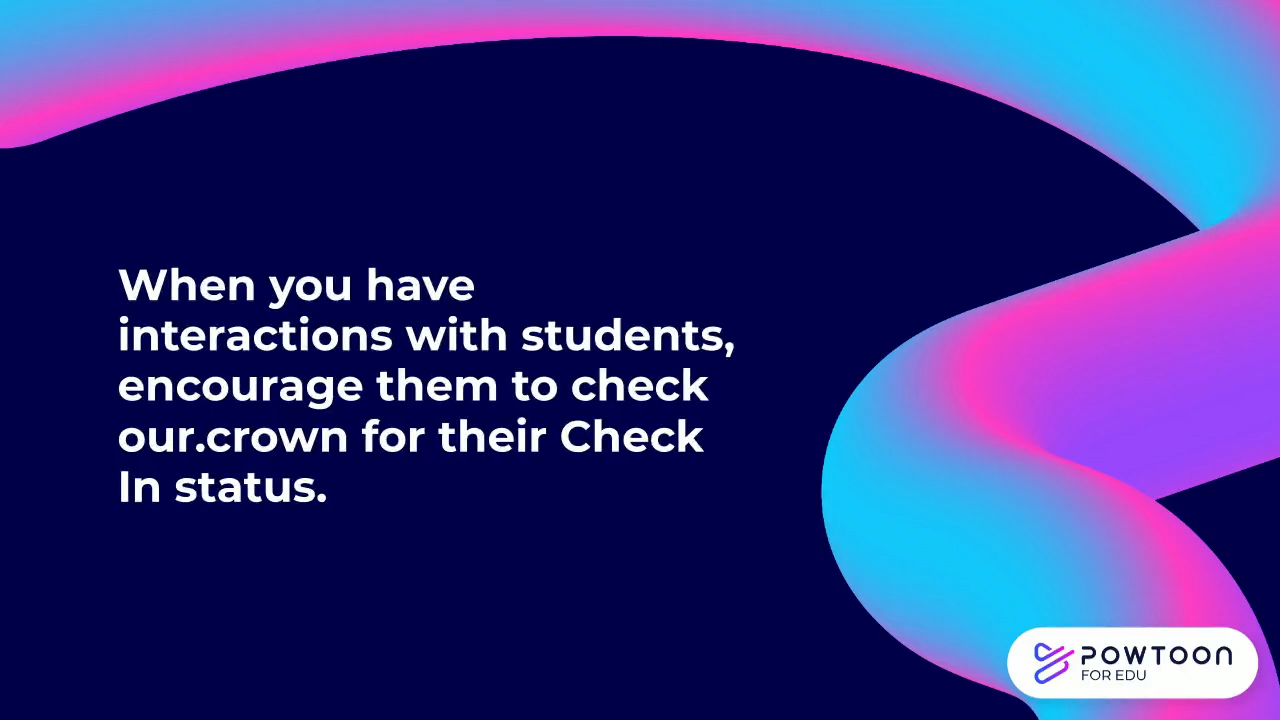 When you have
interactions with students,
encourage them to check
our.crown for their Check
In status.
POWTOON
FOR EDU